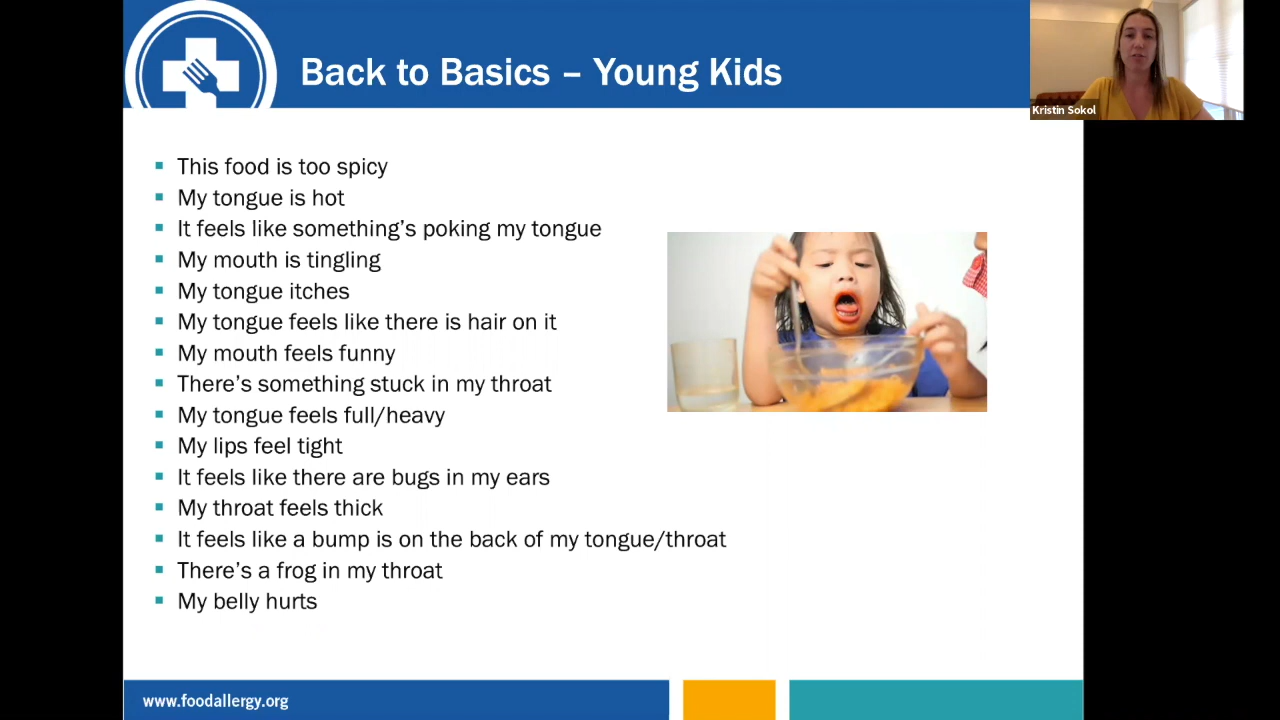 Back to Basics – Young Kids
Kristin Sokol
This food is too spicy
My tongue is hot
It feels like something’s poking my tongue
My mouth is tingling
My tongue itches
My tongue feels like there is hair on it
My mouth feels funny
There’s something stuck in my throat
My tongue feels full/heavy
My lips feel tight
It feels like there are bugs in my ears
My throat feels thick
It feels like a bump is on the back of my tongue/throat
There’s a frog in my throat
My belly hurts
www.foodallergy.org